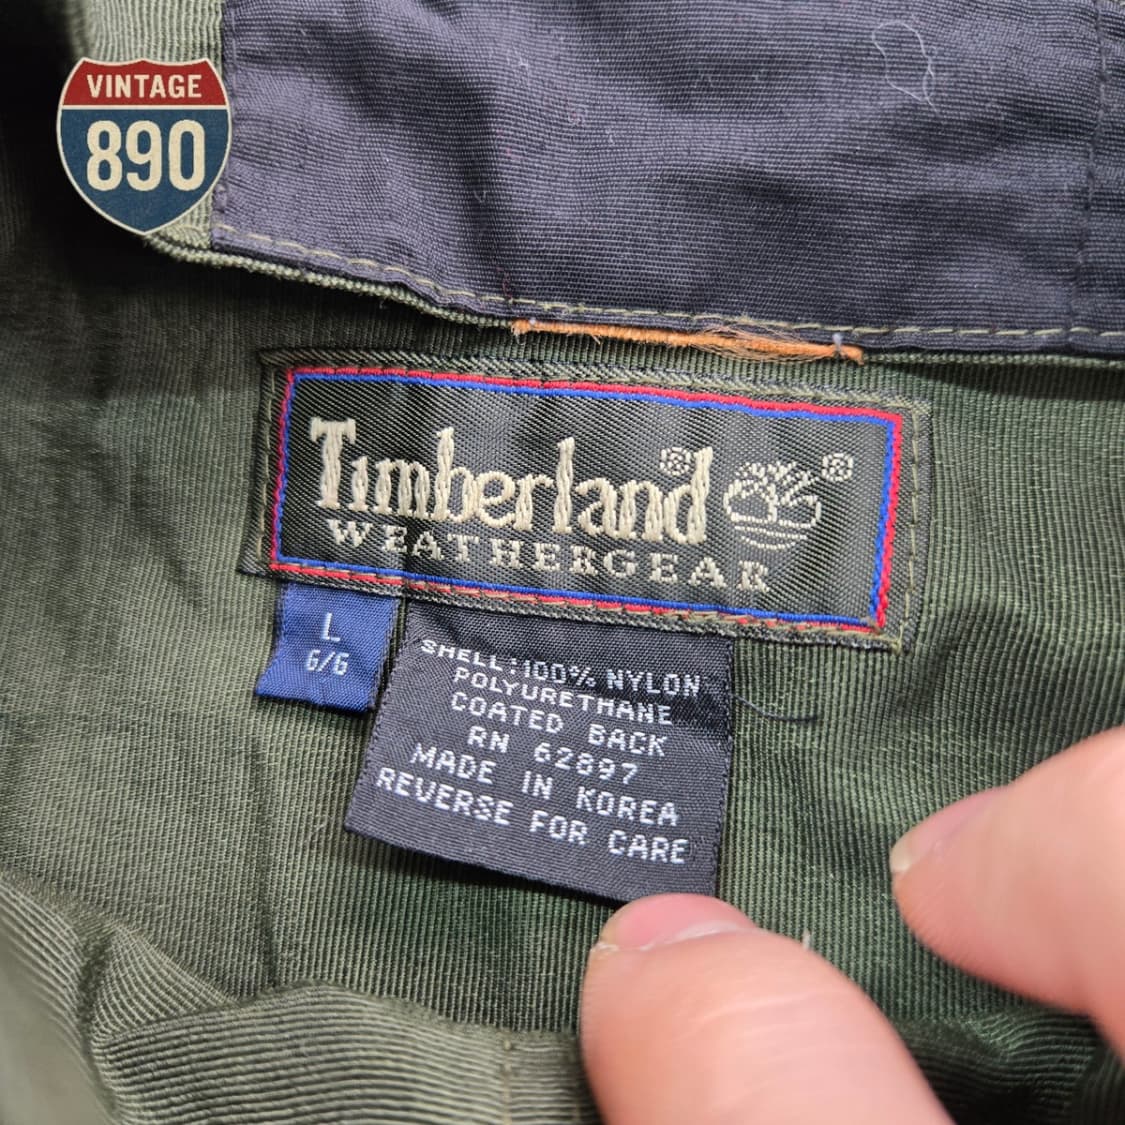 VINTAGE
890
Timberland®
®
WEATHERGEAR
L
G/G
SHELL:100% NYLON
POLYURETHANE
COATED BACK
RN 62897
MADE IN KOREA
REVERSE FOR CARE